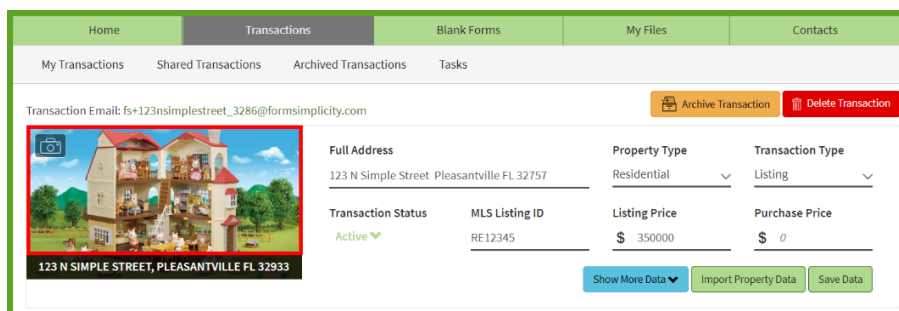 Home Transactions Blank Forms My Files Contacts
My Transactions Shared Transactions Archived Transactions Tasks
Transaction Email: fs+123nsimplestreet_3286@formsimplicity.com Archive Transaction Delete Transaction
Full Address Property Type Transaction Type
123 N Simple Street Pleasantville FL 32757 Residential Listing
Transaction Status MLS Listing ID Listing Price Purchase Price
Active RE12345 $ 350000 $ 0
123 N SIMPLE STREET, PLEASANTVILLE FL 32933
Show More Data Import Property Data Save Data